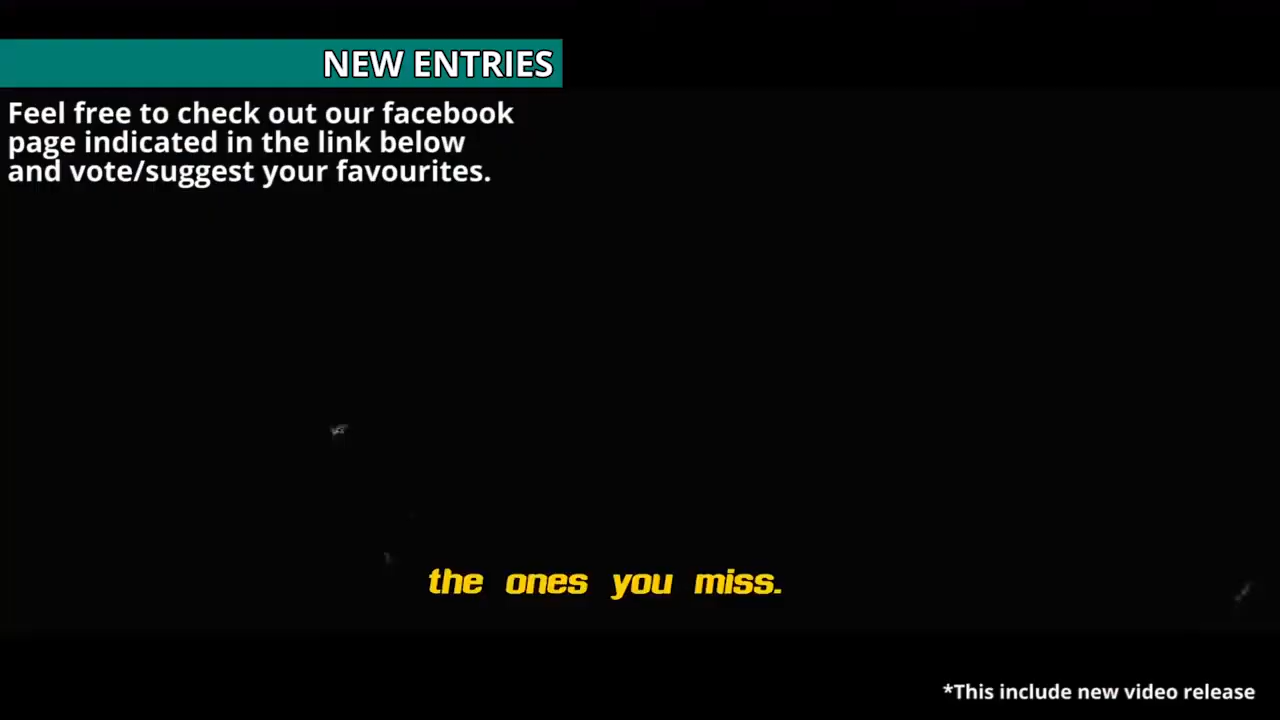 NEW ENTRIES
Feel free to check out our facebook
page indicated in the link below
and vote/suggest your favourites.
the ones you miss.
*This include new video release